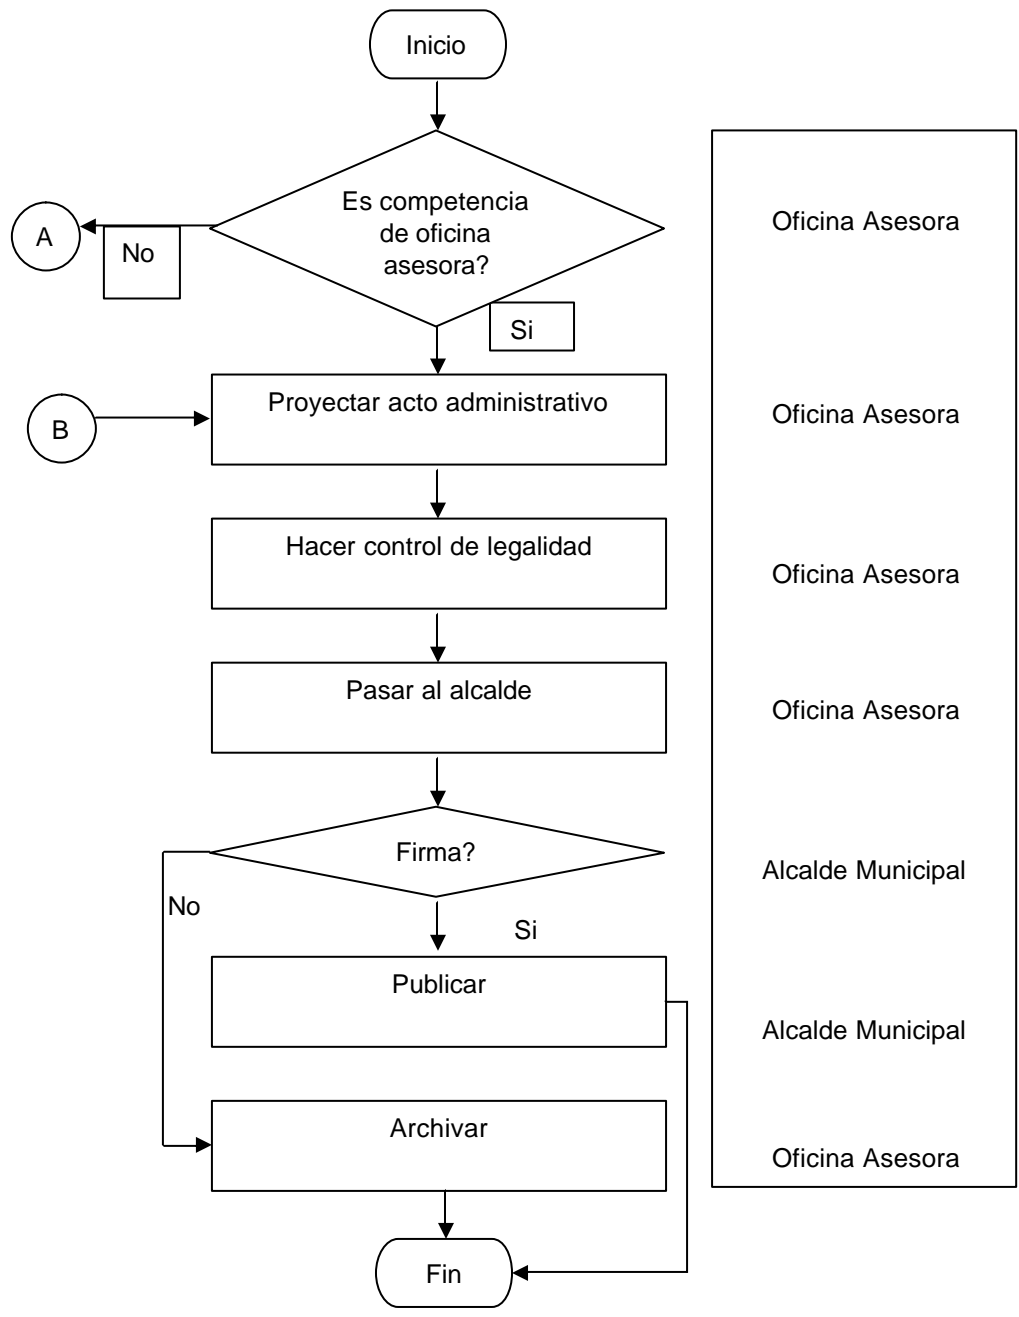 Inicio
Es competencia
de oficina
asesora?
Oficina Asesora
A
No
Si
Proyectar acto administrativo
Oficina Asesora
B
Hacer control de legalidad
Oficina Asesora
Pasar al alcalde
Oficina Asesora
Firma?
Alcalde Municipal
No
Si
Publicar
Alcalde Municipal
Archivar
Oficina Asesora
Fin